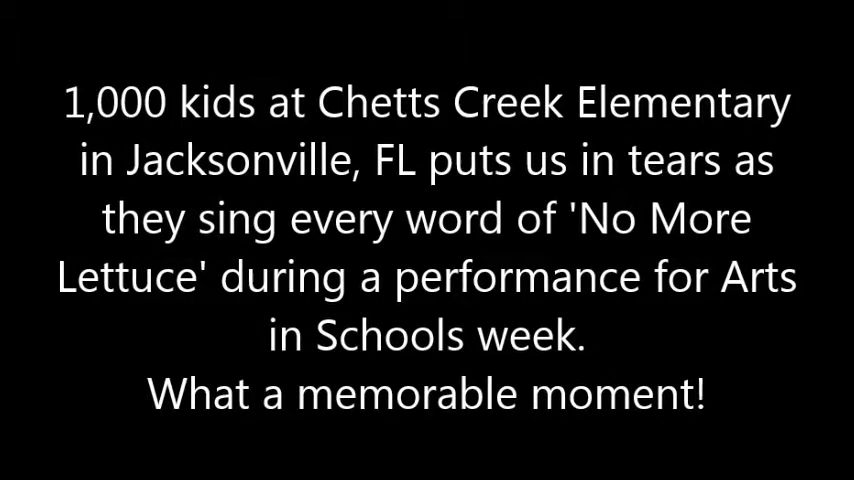 1,000 kids at Chetts Creek Elementary
in Jacksonville, FL puts us in tears as
they sing every word of 'No More
Lettuce' during a performance for Arts
in Schools week.
What a memorable moment!